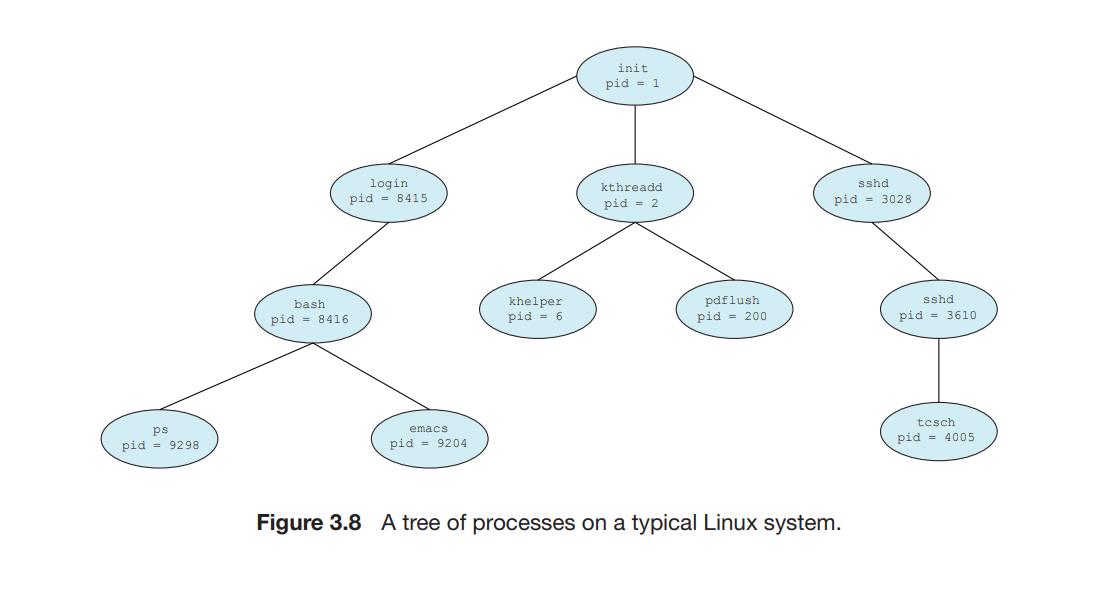 init
pid = 1
login
pid = 8415
kthreadd
pid = 2
sshd
pid = 3028
bash
pid = 8416
khelper
pid = 6
pdflush
pid = 200
sshd
pid = 3610
ps
pid = 9298
emacs
pid = 9204
tcsch
pid = 4005
Figure 3.8 A tree of processes on a typical Linux system.